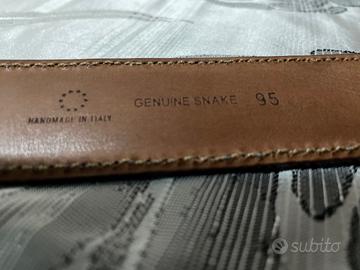 GENUINE SNAKE 95
HANDMADE IN ITALY
subito